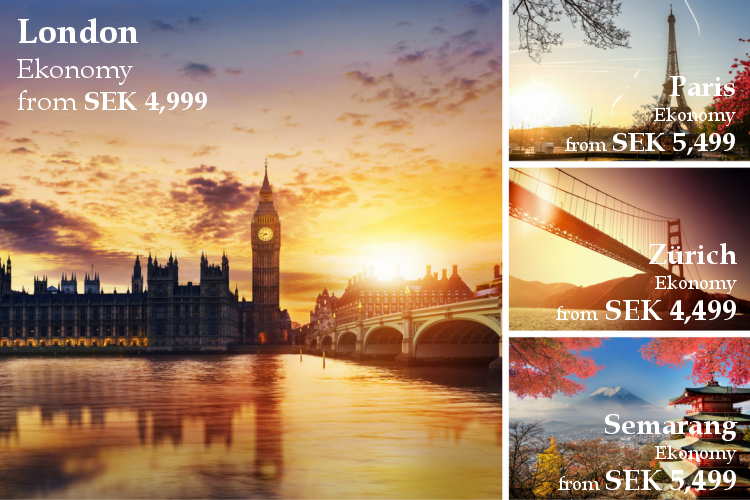 London
Ekonomy
from SEK 4,999
Paris
Ekonomy
from SEK 5,499
Zürich
Ekonomy
from SEK 4,499
Semarang
Ekonomy
from SEK 5,499